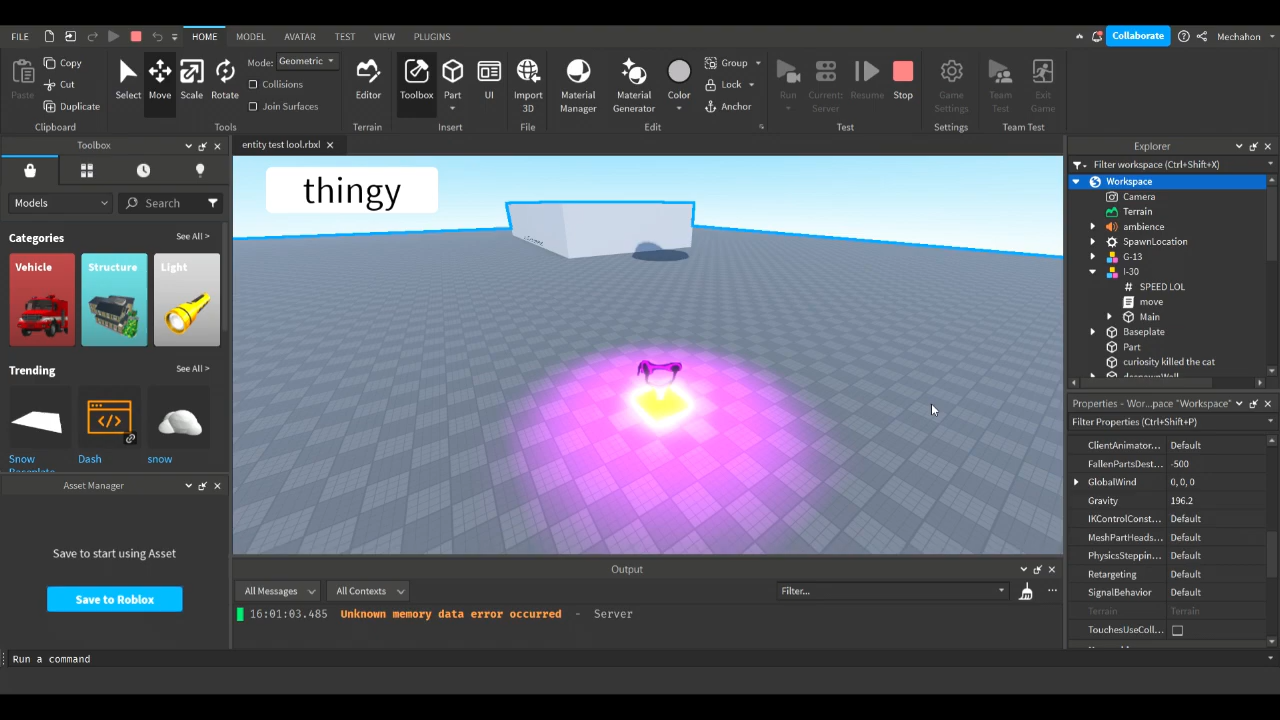 FILE HOME MODEL AVATAR TEST VIEW PLUGINS Collaborate Mechahon
Paste Copy Cut Duplicate Clipboard
Select Move Scale Rotate Mode: Geometric Collisions Join Surfaces Tools
Editor Terrain
Toolbox Part UI Insert
Import 3D File
Material Manager Material Generator Color Group Lock Anchor Edit
Run Current: Server Resume Stop Test
Game Settings Settings
Team Test Exit Game Team Test
Toolbox
Models Search
Categories See All >
Vehicle Structure Light
Trending See All >
Snow Baseplate Dash snow
Asset Manager
Save to start using Asset
Save to Roblox
entity test lool.rbxl
thingy
Output
All Messages All Contexts Filter...
16:01:03.485 Unknown memory data error occurred - Server
Explorer
Filter workspace (Ctrl+Shift+X)
Workspace
Camera
Terrain
ambience
SpawnLocation
G-13
I-30
SPEED LOL
move
Main
Baseplate
Part
curiosity killed the cat
Properties - Wor...pace "Workspace"
Filter Properties (Ctrl+Shift+P)
ClientAnimator... Default
FallenPartsDest... -500
GlobalWind 0, 0, 0
Gravity 196.2
IKControlConst... Default
MeshPartHeads... Default
PhysicsSteppin... Default
Retargeting Default
SignalBehavior Default
Terrain Terrain
TouchesUseColl...
Run a command